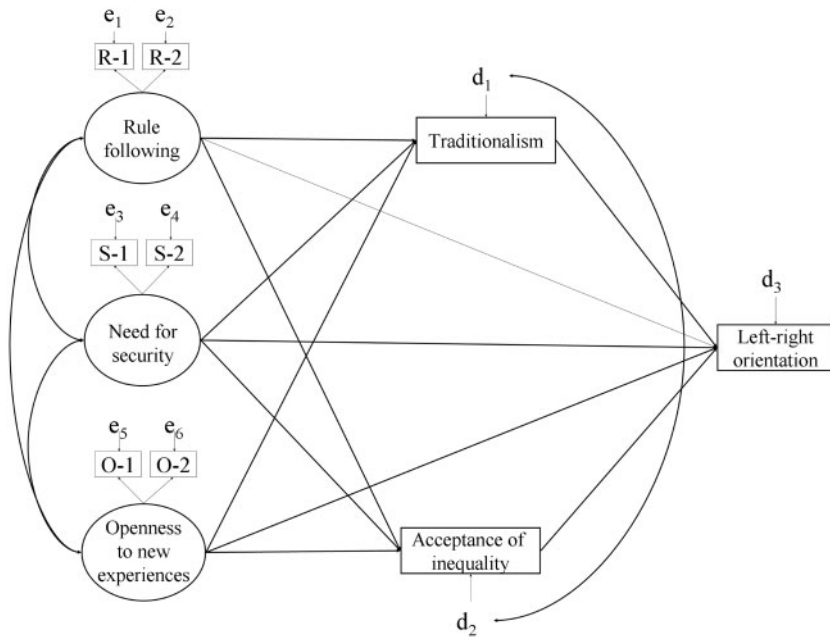 e1 e2
R-1 R-2
Rule
following
d1
Traditionalism
e3 e4
S-1 S-2
Need for
security
d3
Left-right
orientation
e5 e6
O-1 O-2
Openness
to new
experiences
Acceptance of
inequality
d2